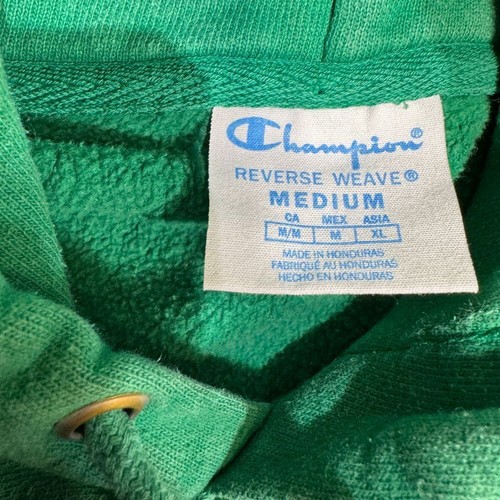 Champion®
REVERSE WEAVE®
MEDIUM
CA MEX ASIA
M/M M XL
MADE IN HONDURAS
FABRIQUÉ AU HONDURAS
HECHO EN HONDURAS